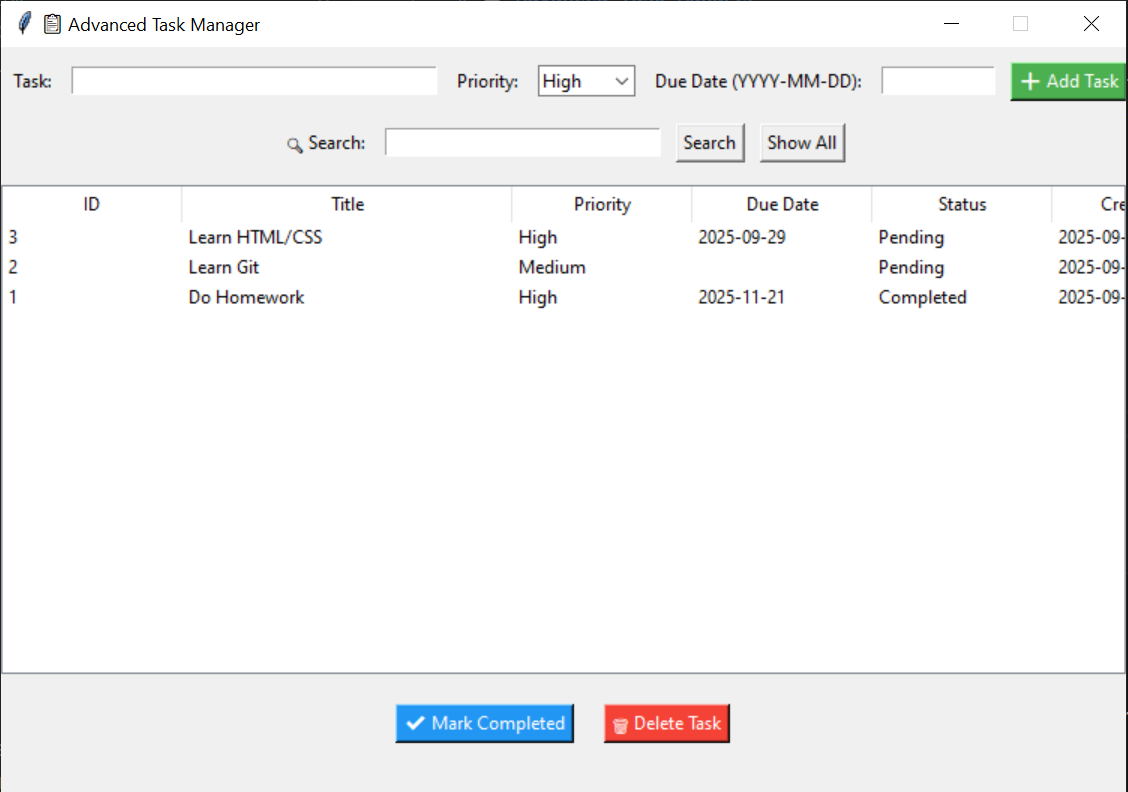 Advanced Task Manager
Task: Priority: High Due Date (YYYY-MM-DD): Add Task
Search: Search Show All
ID Title Priority Due Date Status Cre
3 Learn HTML/CSS High 2025-09-29 Pending 2025-09-
2 Learn Git Medium Pending 2025-09-
1 Do Homework High 2025-11-21 Completed 2025-09-
Mark Completed Delete Task